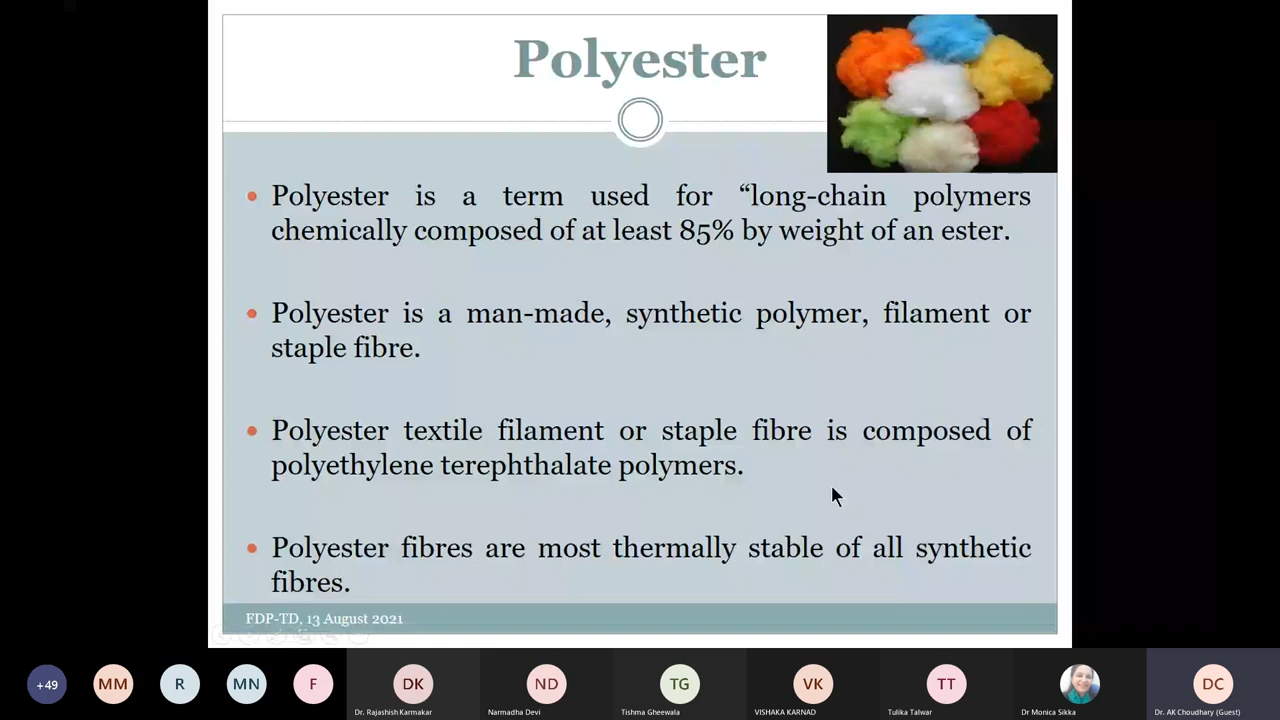 Polyester
Polyester is a term used for “long-chain polymers
chemically composed of at least 85% by weight of an ester.
Polyester is a man-made, synthetic polymer, filament or
staple fibre.
Polyester textile filament or staple fibre is composed of
polyethylene terephthalate polymers.
Polyester fibres are most thermally stable of all synthetic
fibres.
FDP-TD, 13 August 2021
+49
MM
R
MN
F
DK
ND
TG
VK
TT
DC
Dr. Rajashish Karmakar
Narmadha Devi
Tishma Gheewala
VISHAKA KARNAD
Tulika Talwar
Dr Monica Sikka
Dr. AK Choudhary (Guest)